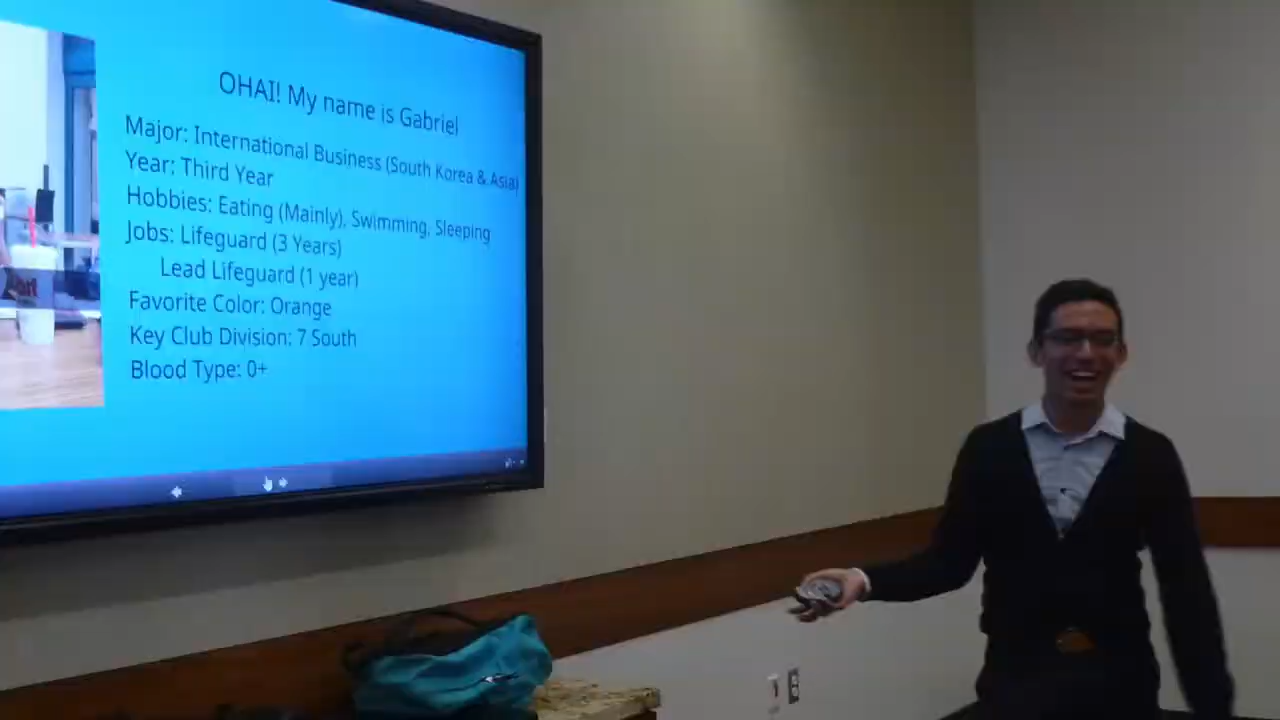 OHAI! My name is Gabriel
Major: International Business (South Korea & Asia)
Year: Third Year
Hobbies: Eating (Mainly), Swimming, Sleeping
Jobs: Lifeguard (3 Years)
Lead Lifeguard (1 year)
Favorite Color: Orange
Key Club Division: 7 South
Blood Type: 0+